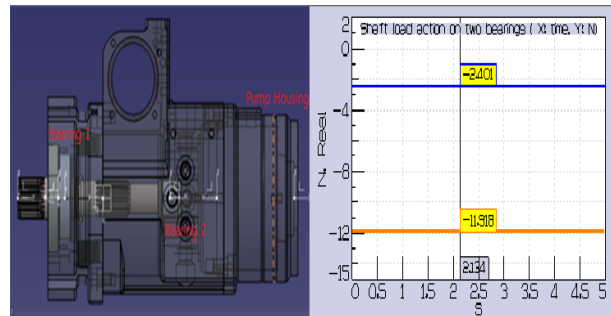 Pump Housing
Bearing 1
Bearing 2
Shaft load action on two bearings ( X: time, Y: N)
N, Real
2
0
-4
-8
-12
-15
-2.401
-11.918
2.134
0 0.5 1 1.5 2 2.5 3 3.5 4 4.5 5
S